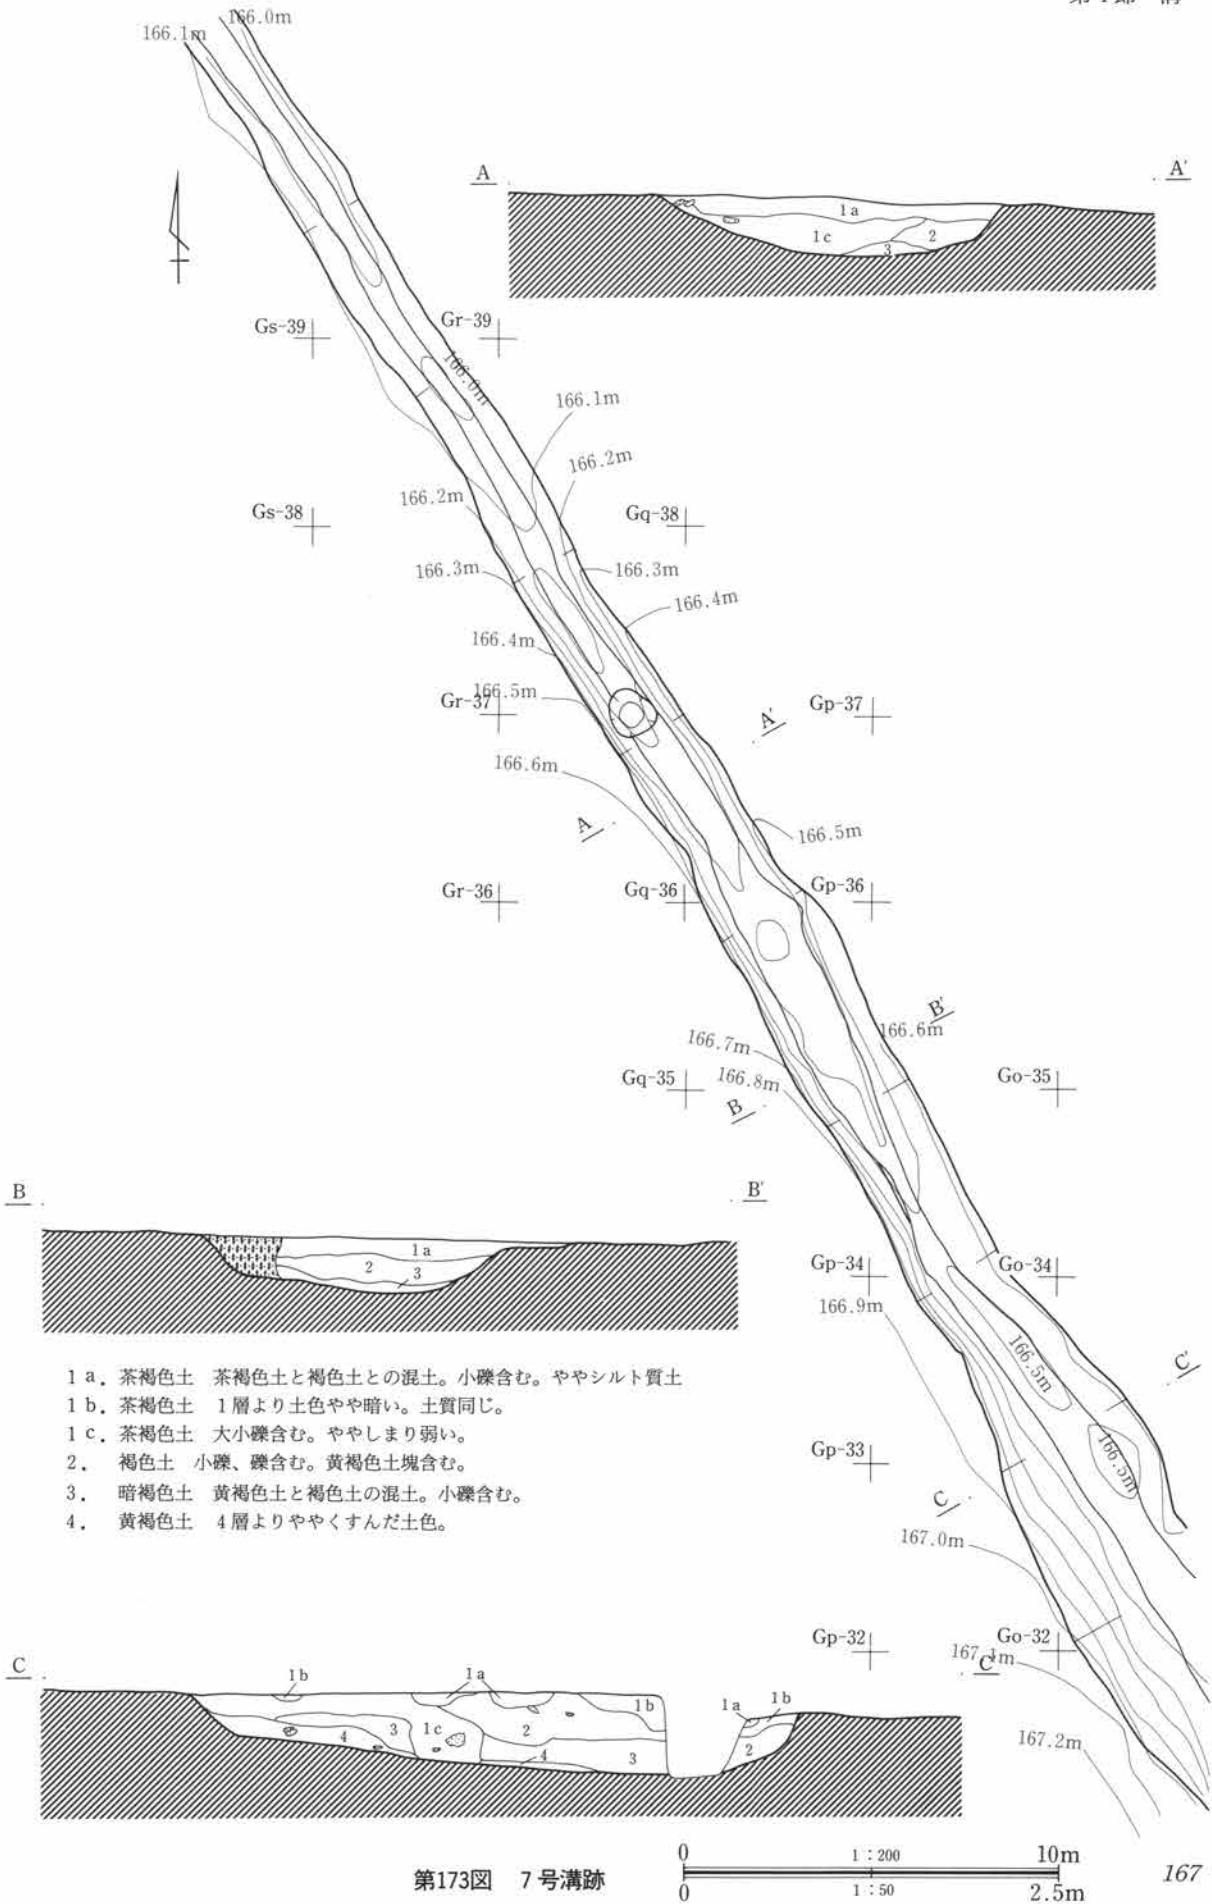 166.0m
166.1m
A
A'
1a
1c
2
3
Gs-39
Gr-39
166.0m
166.1m
166.2m
166.2m
Gs-38
Gq-38
166.3m
166.3m
166.4m
166.4m
166.5m
Gr-37
A'
Gp-37
166.6m
A
166.5m
Gr-36
Gq-36
Gp-36
B'
166.6m
166.7m
166.8m
Gq-35
Go-35
B
B
B'
1a
2
3
Gp-34
Go-34
166.9m
166.5m
C'
1a. 茶褐色土 茶褐色土と褐色土との混土。小礫含む。ややシルト質土
1b. 茶褐色土 1層より土色やや暗い。土質同じ。
1c. 茶褐色土 大小礫含む。ややしまり弱い。
2. 褐色土 小礫、礫含む。黄褐色土塊含む。
3. 暗褐色土 黄褐色土と褐色土の混土。小礫含む。
4. 黄褐色土 4層よりややくすんだ土色。
Gp-33
166.5m
C
167.0m
Gp-32
Go-32
167.1m
C
C'
1b
1a
1b
1a
1b
4
3
1c
2
4
3
2
167.2m
第173図 7号溝跡
0 1:200 10m
0 1:50 2.5m
167